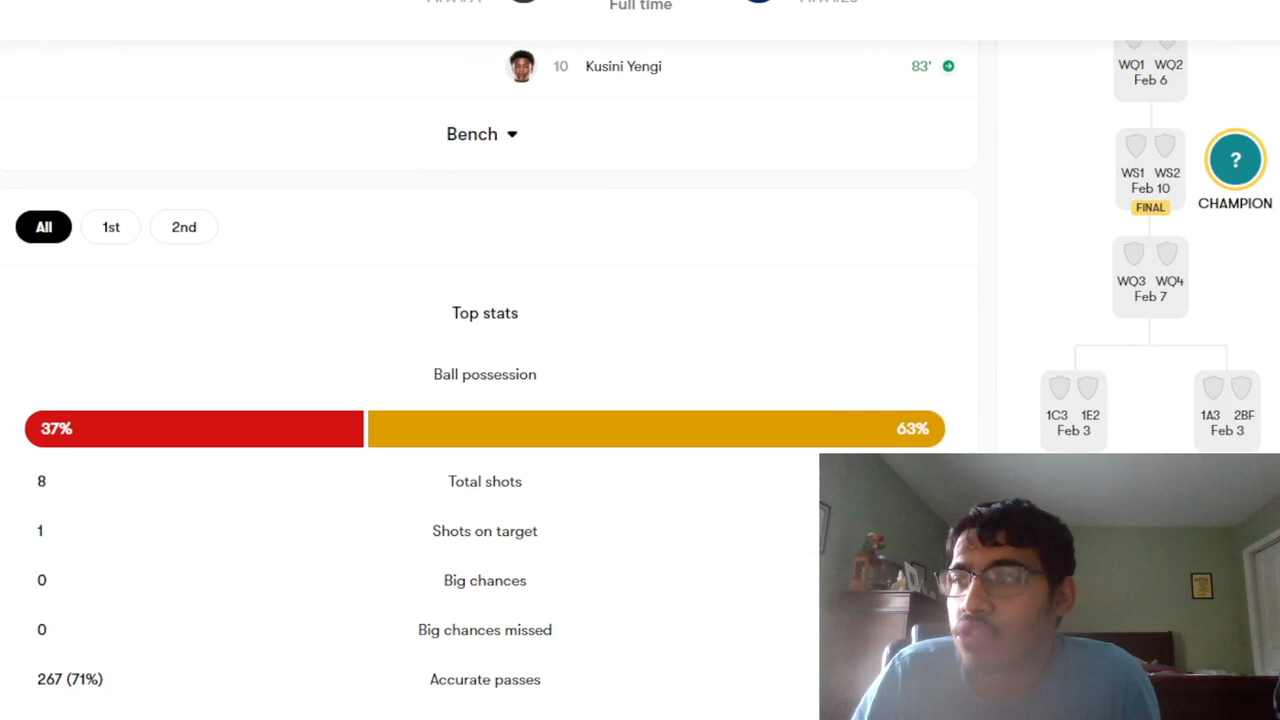 Full time
10 Kusini Yengi 83'
Bench
All 1st 2nd
Top stats
Ball possession
37% 63%
8 Total shots
1 Shots on target
0 Big chances
0 Big chances missed
267 (71%) Accurate passes
WQ1 WQ2
Feb 6
WS1 WS2
Feb 10
FINAL
?
CHAMPION
WQ3 WQ4
Feb 7
1C3 1E2
Feb 3
1A3 2BF
Feb 3